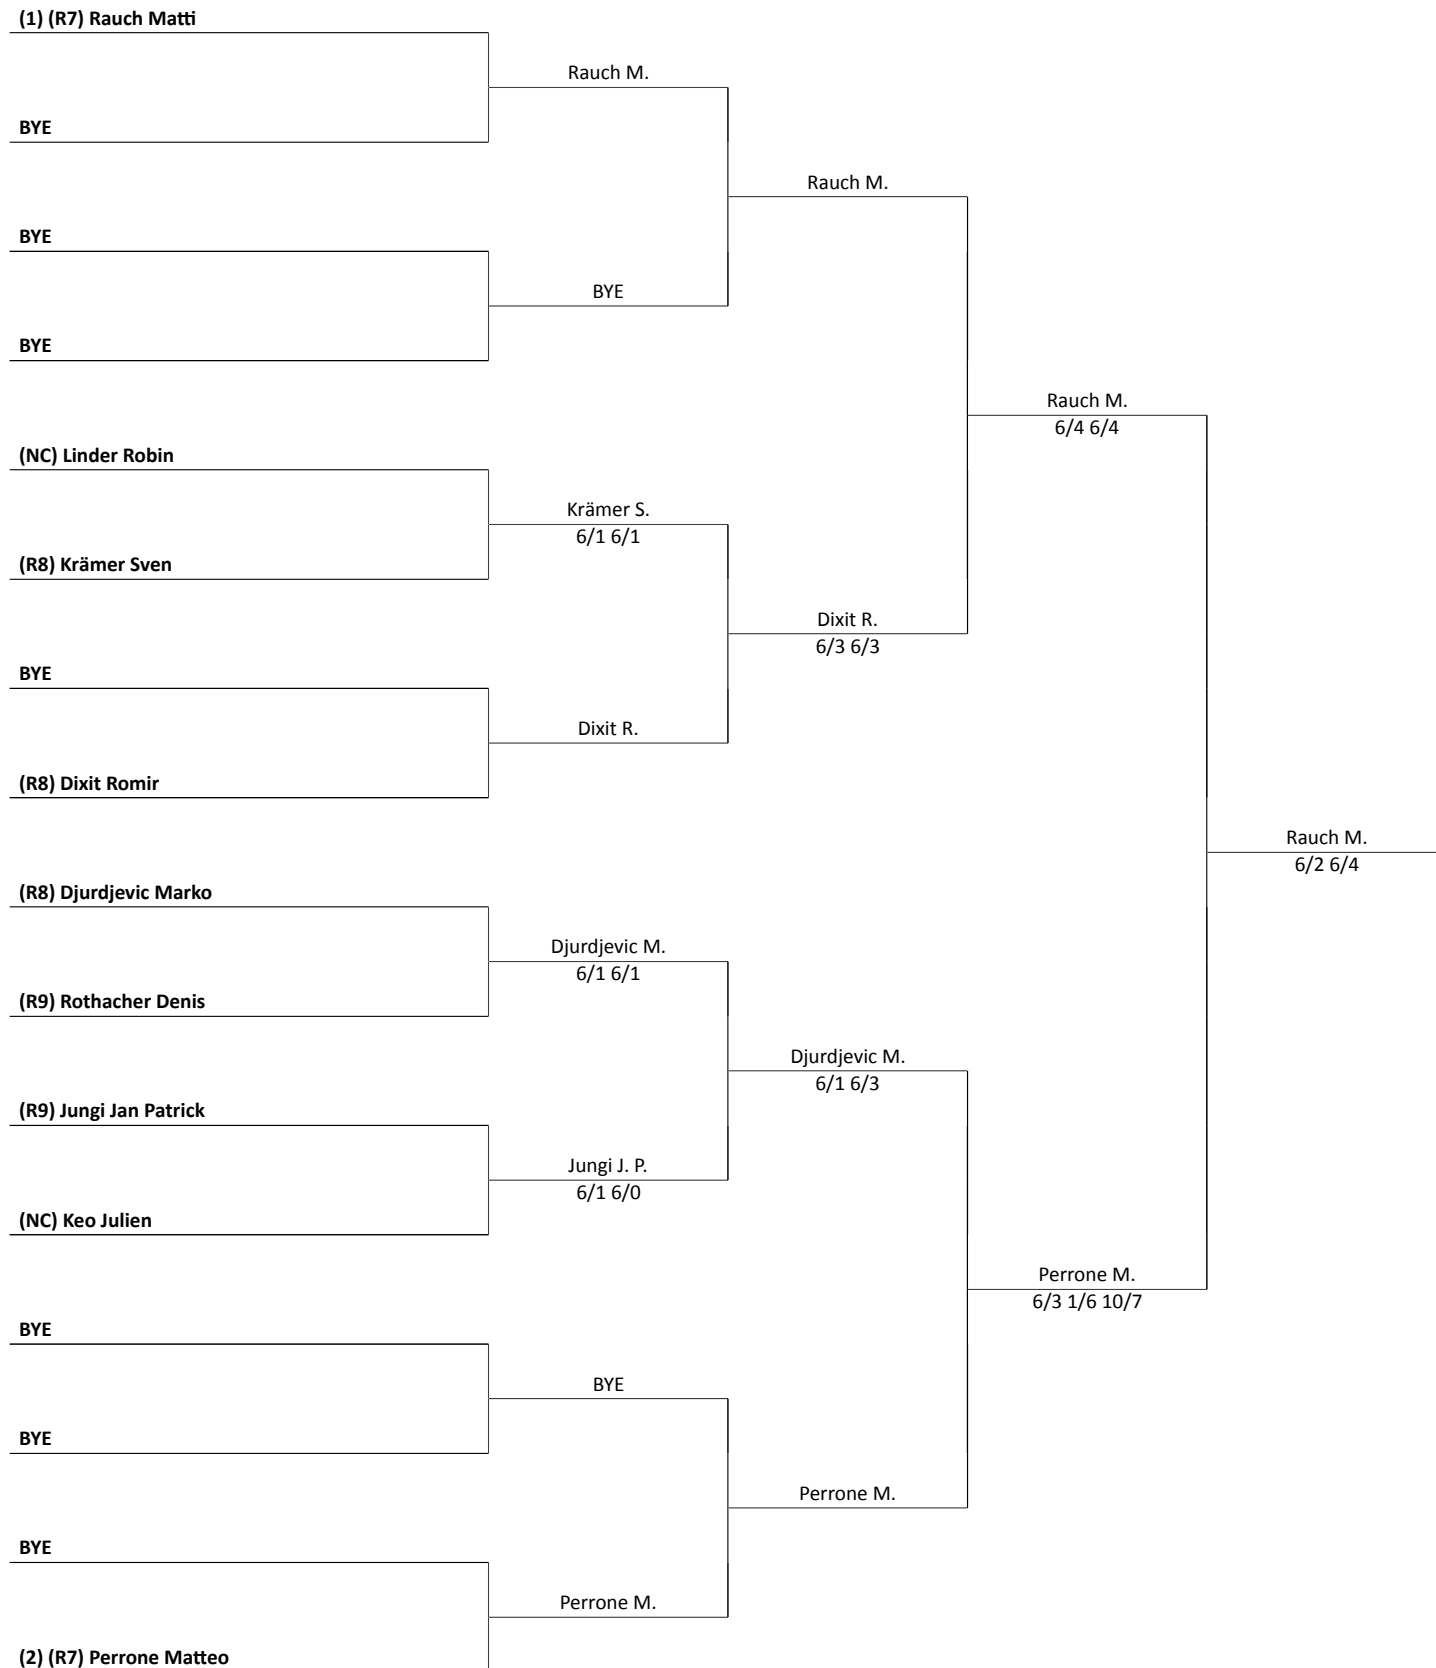 (1) (R7) Rauch Matti
Rauch M.
BYE
Rauch M.
BYE
BYE
BYE
Rauch M.
6/4 6/4
(NC) Linder Robin
Krämer S.
6/1 6/1
(R8) Krämer Sven
Dixit R.
6/3 6/3
BYE
Dixit R.
(R8) Dixit Romir
Rauch M.
6/2 6/4
(R8) Djurdjevic Marko
Djurdjevic M.
6/1 6/1
(R9) Rothacher Denis
Djurdjevic M.
6/1 6/3
(R9) Jungi Jan Patrick
Jungi J. P.
6/1 6/0
(NC) Keo Julien
Perrone M.
6/3 1/6 10/7
BYE
BYE
BYE
Perrone M.
BYE
Perrone M.
(2) (R7) Perrone Matteo